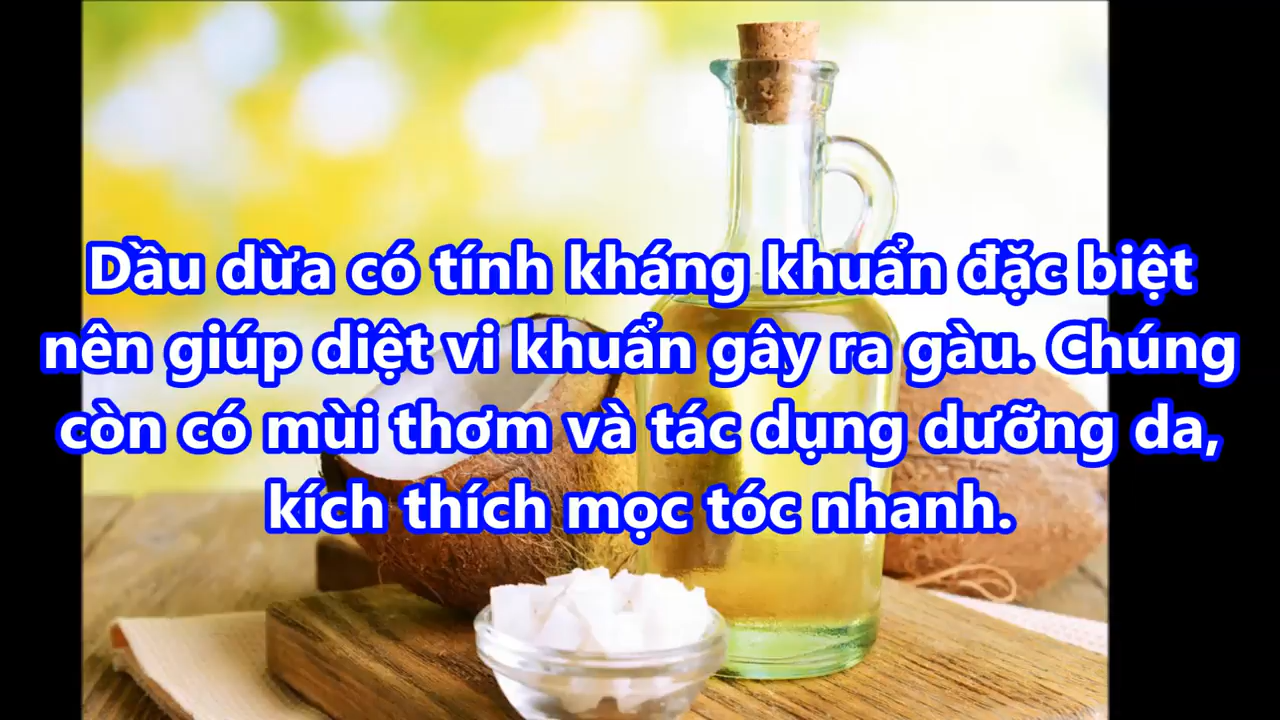 Dầu dừa có tính kháng khuẩn đặc biệt
nên giúp diệt vi khuẩn gây ra gàu. Chúng
còn có mùi thơm và tác dụng dưỡng da,
kích thích mọc tóc nhanh.